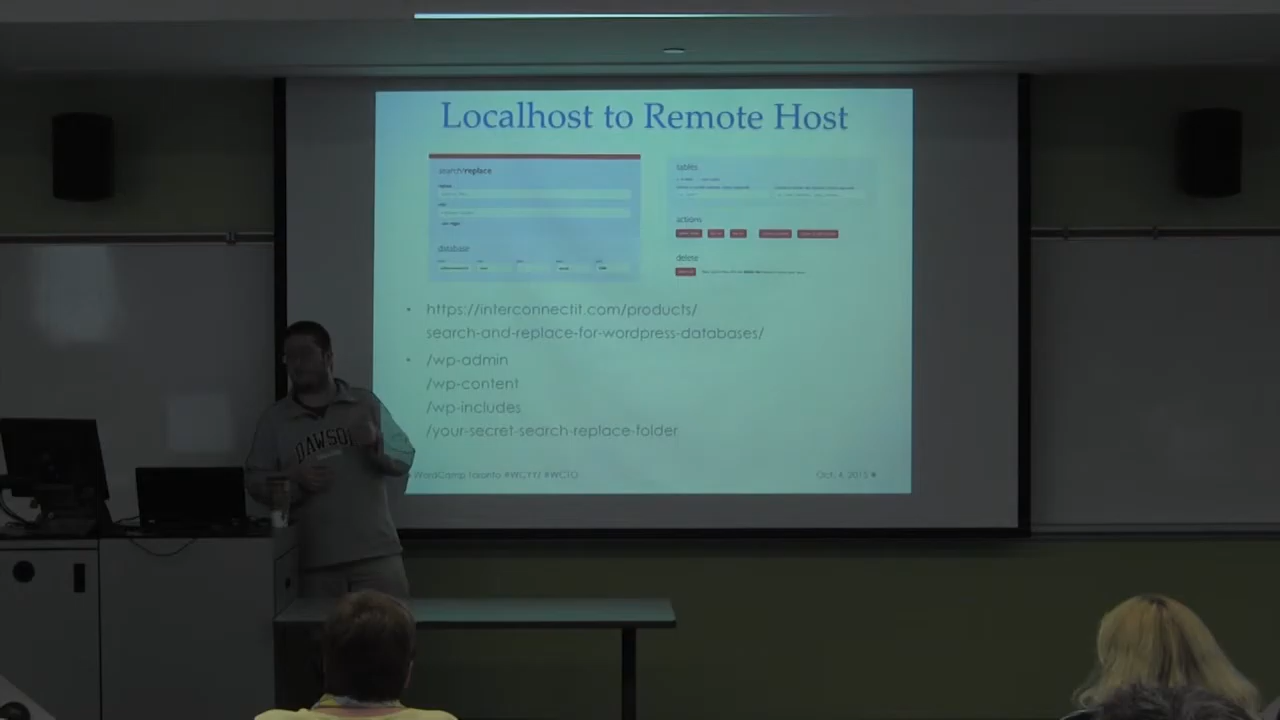 Localhost to Remote Host
search/replace
database
tables
actions
delete
• https://interconnectit.com/products/
search-and-replace-for-wordpress-databases/
• /wp-admin
/wp-content
/wp-includes
/your-secret-search-replace-folder
WordCamp Toronto #WCYYZ #WCTO
Oct. 4, 2015
DAWSO